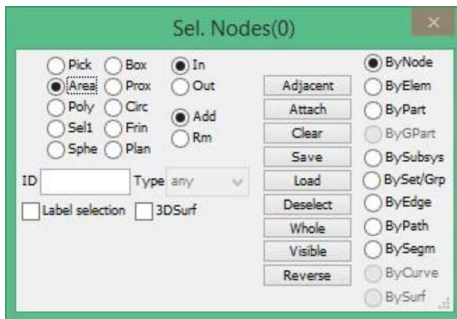 Sel. Nodes(0)
Pick Box In ByNode
Area Prox Out Adjacent ByElem
Poly Circ Add Attach ByPart
Sel1 Frin Rm Clear ByGPart
Sphe Plan Save BySubsys
ID Type any Load BySet/Grp
Label selection 3DSurf Deselect ByEdge
Whole ByPath
Visible BySegm
Reverse ByCurve
BySurf